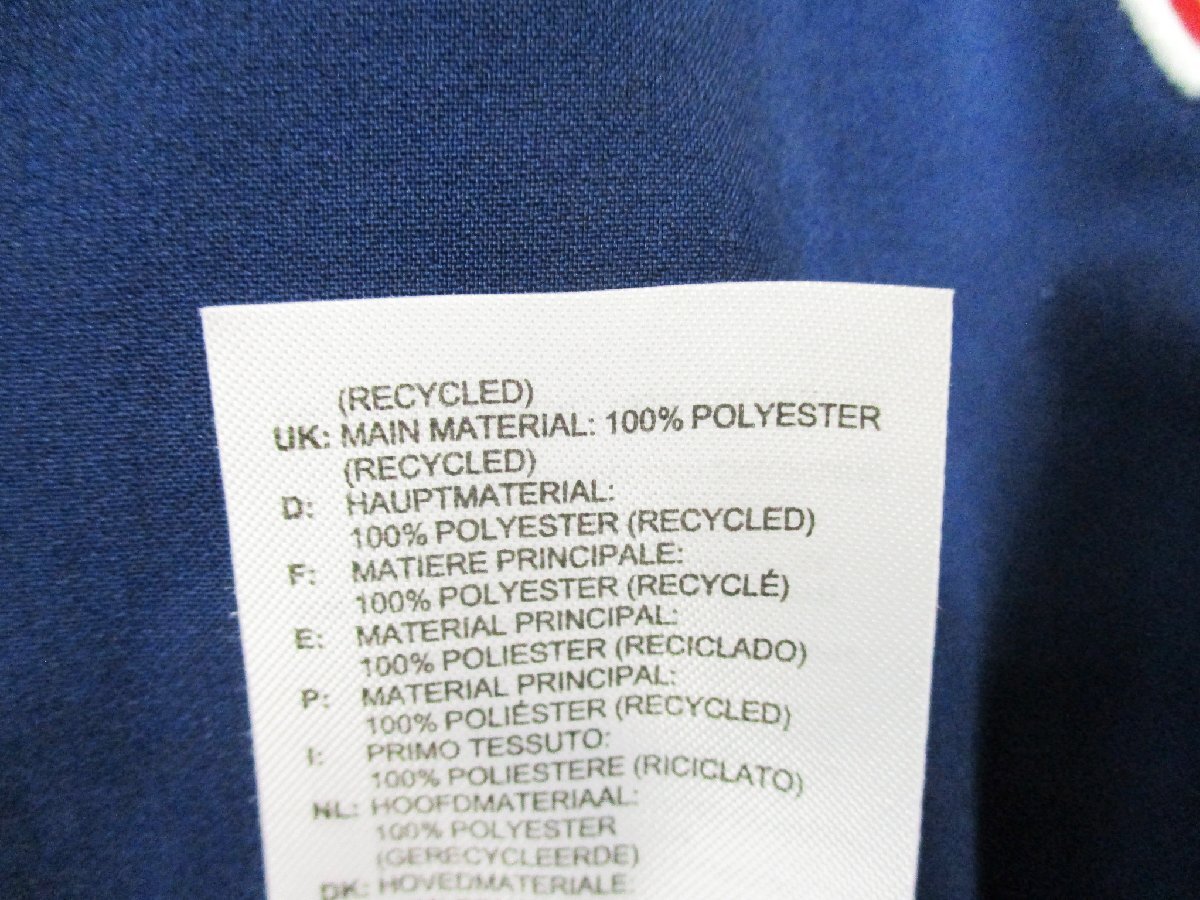 (RECYCLED)
UK: MAIN MATERIAL: 100% POLYESTER
(RECYCLED)
D: HAUPTMATERIAL:
100% POLYESTER (RECYCLED)
F: MATIERE PRINCIPALE:
100% POLYESTER (RECYCLÉ)
E: MATERIAL PRINCIPAL:
100% POLIESTER (RECICLADO)
P: MATERIAL PRINCIPAL:
100% POLIÉSTER (RECYCLED)
I: PRIMO TESSUTO:
100% POLIESTERE (RICICLATO)
NL: HOOFDMATERIAAL:
100% POLYESTER
(GERECYCLEERDE)
DK: HOVEDMATERIALE: